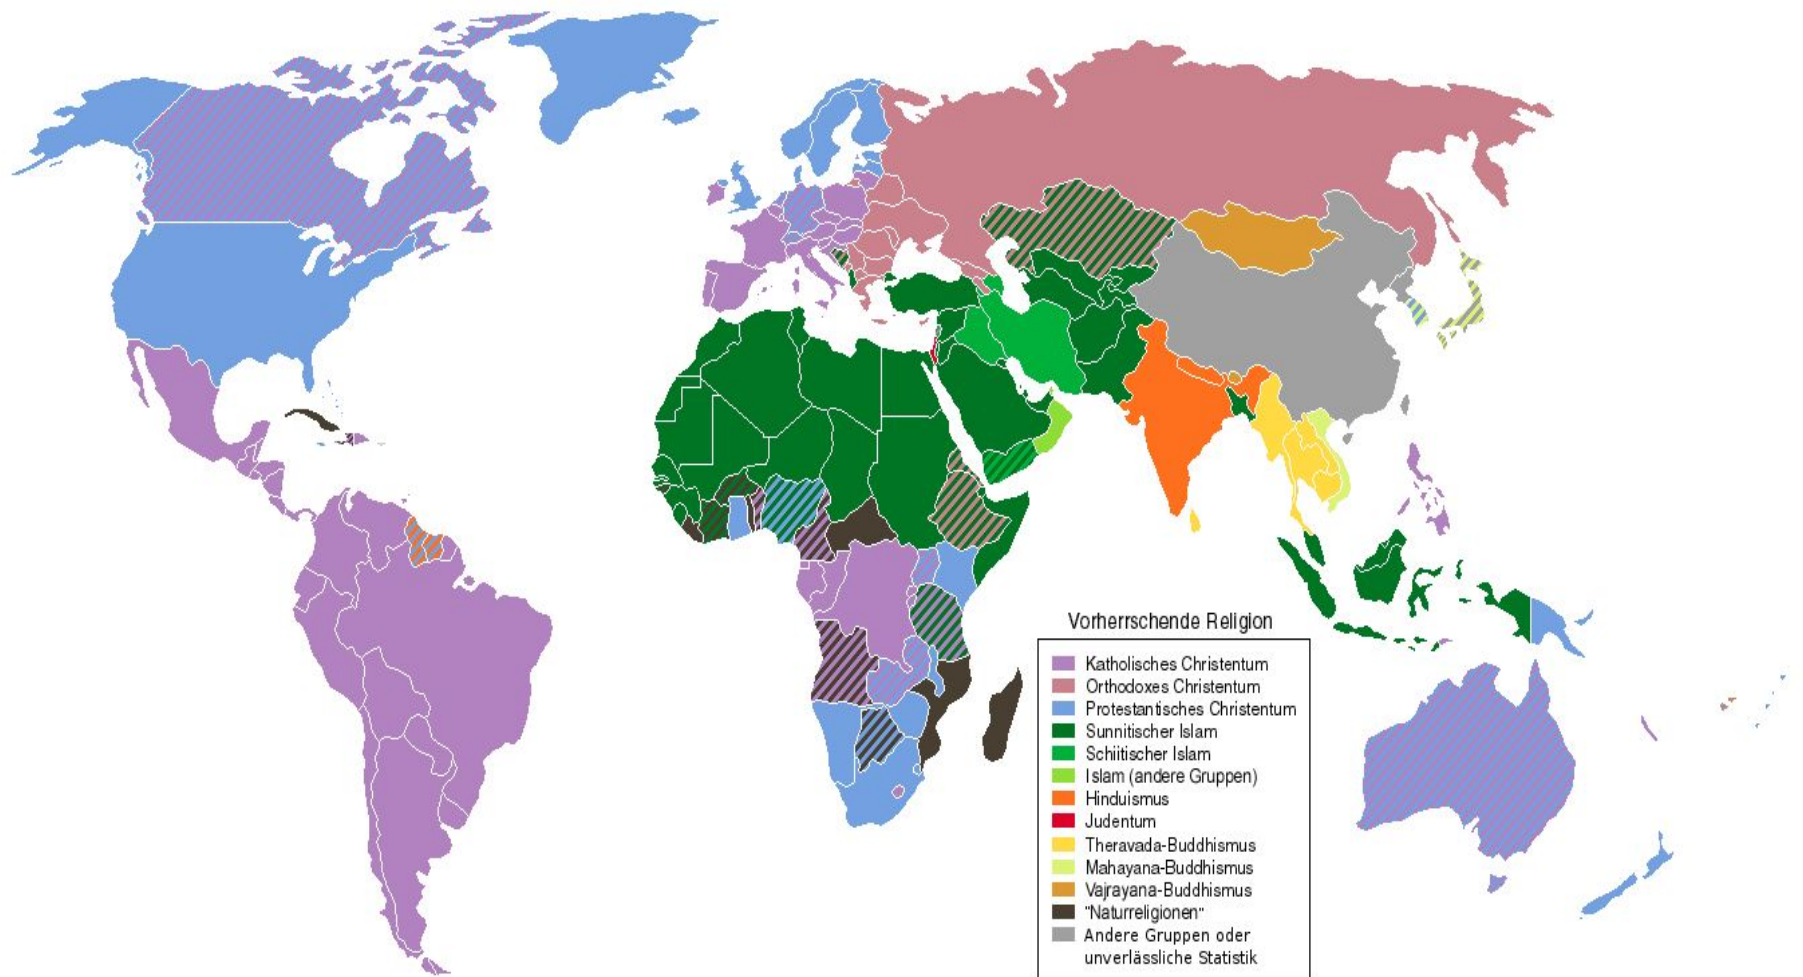 Vorherrschende Religion
Katholisches Christentum
Orthodoxes Christentum
Protestantisches Christentum
Sunnitischer Islam
Schiitischer Islam
Islam (andere Gruppen)
Hinduismus
Judentum
Theravada-Buddhismus
Mahayana-Buddhismus
Vajrayana-Buddhismus
"Naturreligionen"
Andere Gruppen oder
unverlässliche Statistik